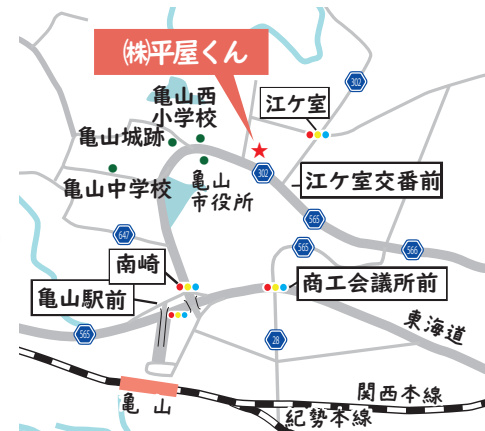 ㈱平屋くん
302
亀山西
小学校
江ケ室
亀山城跡
亀山中学校
亀山
市役所
302
江ケ室交番前
565
647
565
566
南崎
商工会議所前
亀山駅前
565
28
東海道
亀山
関西本線
紀勢本線